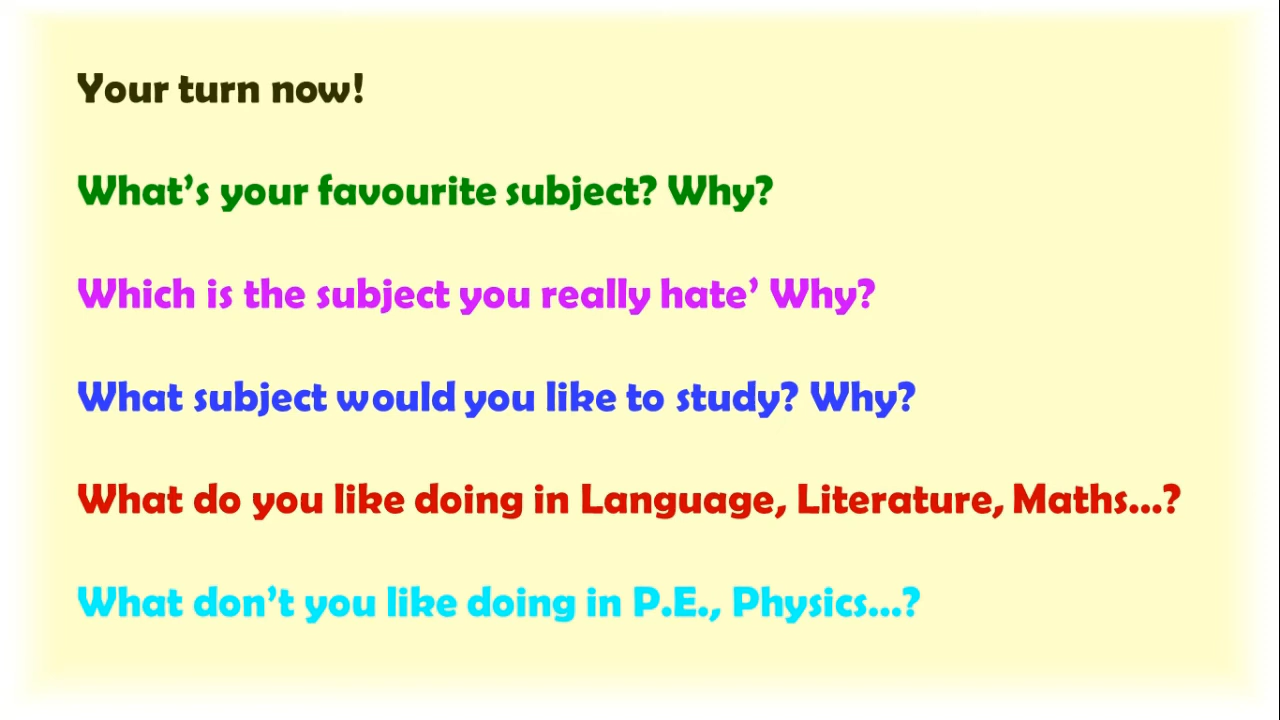 Your turn now!
What’s your favourite subject? Why?
Which is the subject you really hate’ Why?
What subject would you like to study? Why?
What do you like doing in Language, Literature, Maths...?
What don’t you like doing in P.E., Physics...?